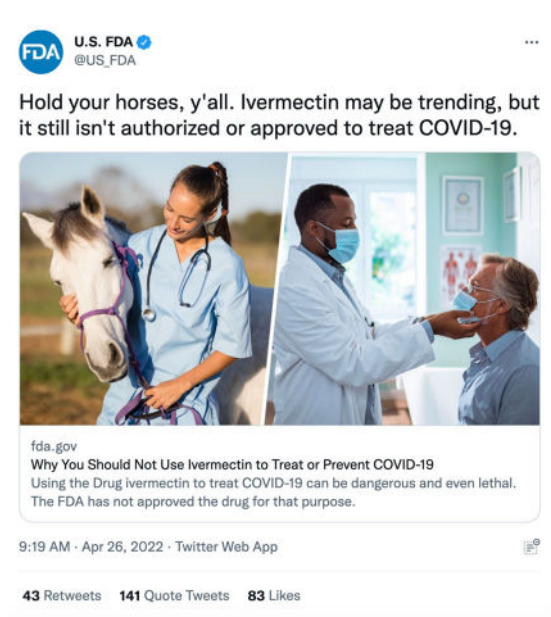 FDA
U.S. FDA
@US_FDA
Hold your horses, y'all. Ivermectin may be trending, but
it still isn't authorized or approved to treat COVID-19.
fda.gov
Why You Should Not Use Ivermectin to Treat or Prevent COVID-19
Using the Drug ivermectin to treat COVID-19 can be dangerous and even lethal.
The FDA has not approved the drug for that purpose.
9:19 AM · Apr 26, 2022 · Twitter Web App
43 Retweets 141 Quote Tweets 83 Likes